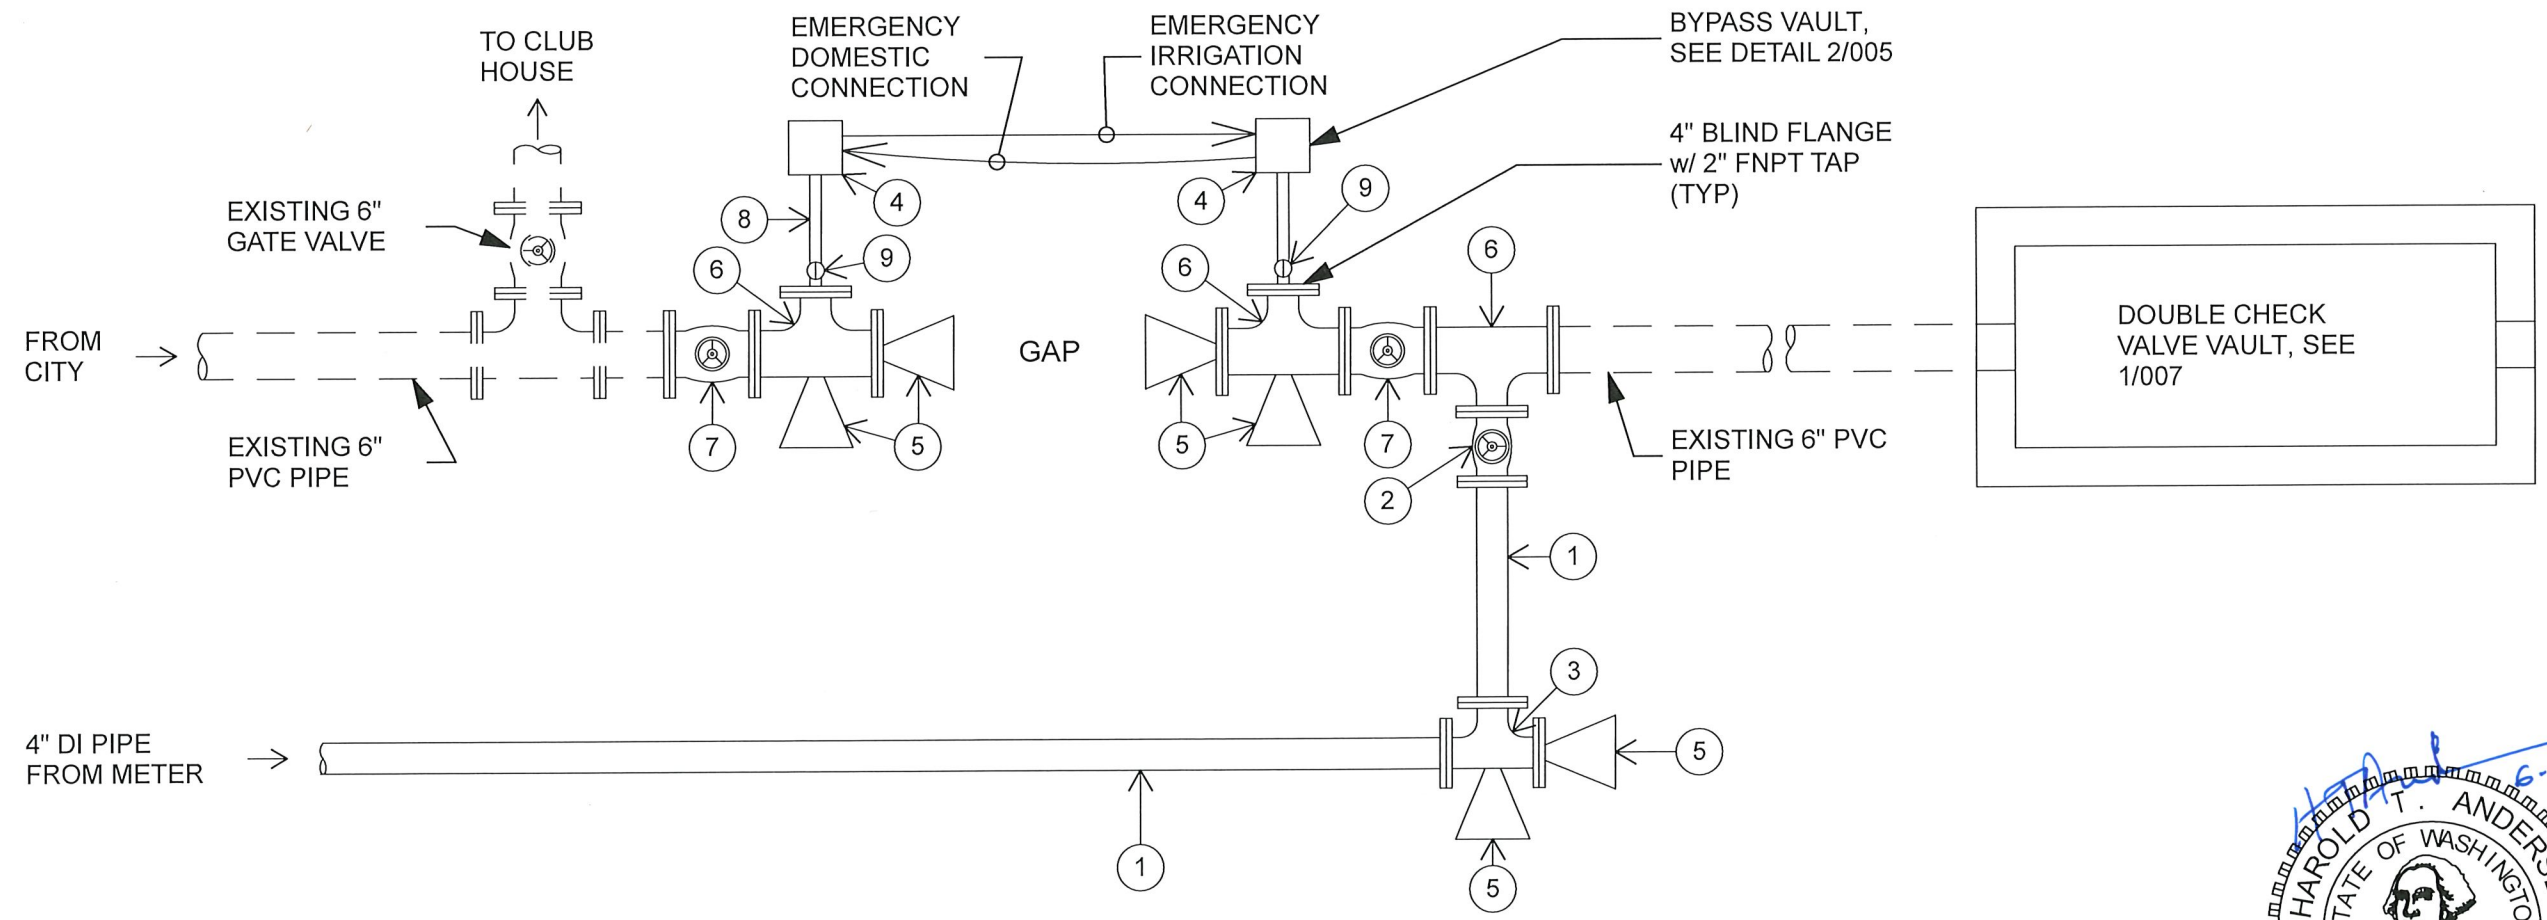 TO CLUB
HOUSE
EMERGENCY
DOMESTIC
CONNECTION
EMERGENCY
IRRIGATION
CONNECTION
BYPASS VAULT,
SEE DETAIL 2/005
4" BLIND FLANGE
w/ 2" FNPT TAP
(TYP)
EXISTING 6"
GATE VALVE
8
4
4
9
6
9
6
6
FROM
CITY
GAP
DOUBLE CHECK
VALVE VAULT, SEE
1/007
EXISTING 6"
PVC PIPE
7
5
5
7
EXISTING 6" PVC
PIPE
2
1
3
4" DI PIPE
FROM METER
5
1
5
HAROLD T.
STATE OF